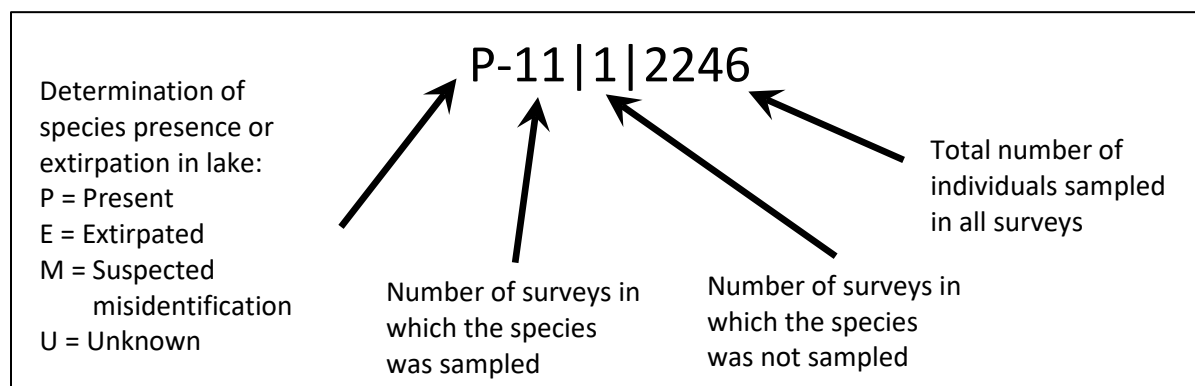 P-11|1|2246
Determination of
species presence or
extirpation in lake:
P = Present
E = Extirpated
M = Suspected
misidentification
U = Unknown
Number of surveys in
which the species
was sampled
Number of surveys in
which the species
was not sampled
Total number of
individuals sampled
in all surveys